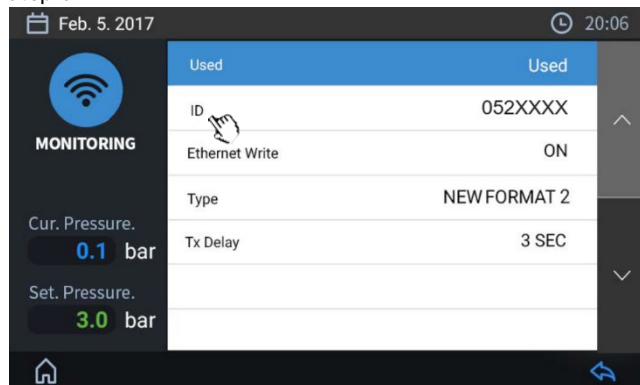 Feb. 5. 2017
20:06
MONITORING
Cur. Pressure.
0.1 bar
Set. Pressure.
3.0 bar
Used Used
ID 052XXXX
Ethernet Write ON
Type NEW FORMAT 2
Tx Delay 3 SEC